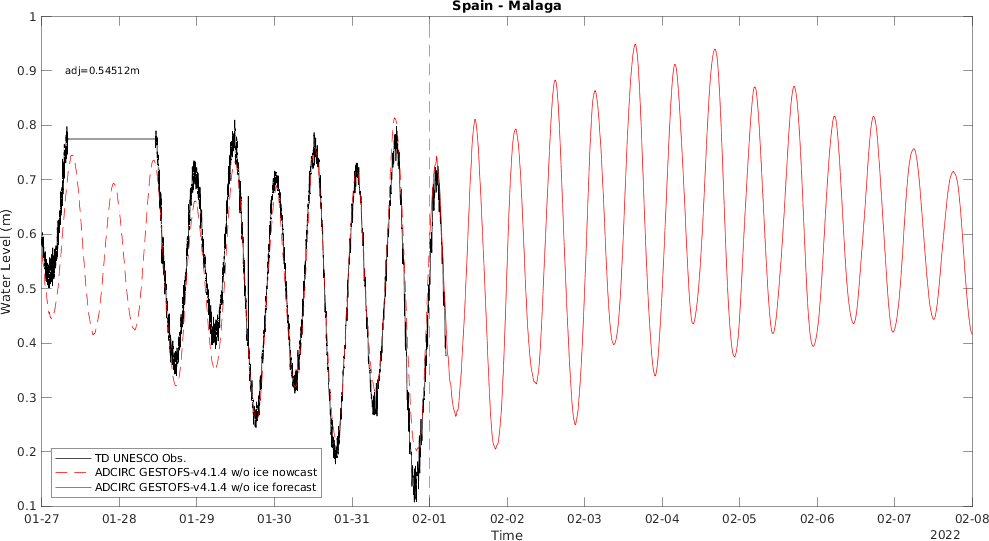 Spain - Malaga
1
0.9
0.8
0.7
0.6
0.5
0.4
0.3
0.2
0.1
Water Level (m)
adj=0.54512m
TD UNESCO Obs.
ADCIRC GESTOFS-v4.1.4 w/o ice nowcast
ADCIRC GESTOFS-v4.1.4 w/o ice forecast
01-27 01-28 01-29 01-30 01-31 02-01 02-02 02-03 02-04 02-05 02-06 02-07 02-08
Time
2022